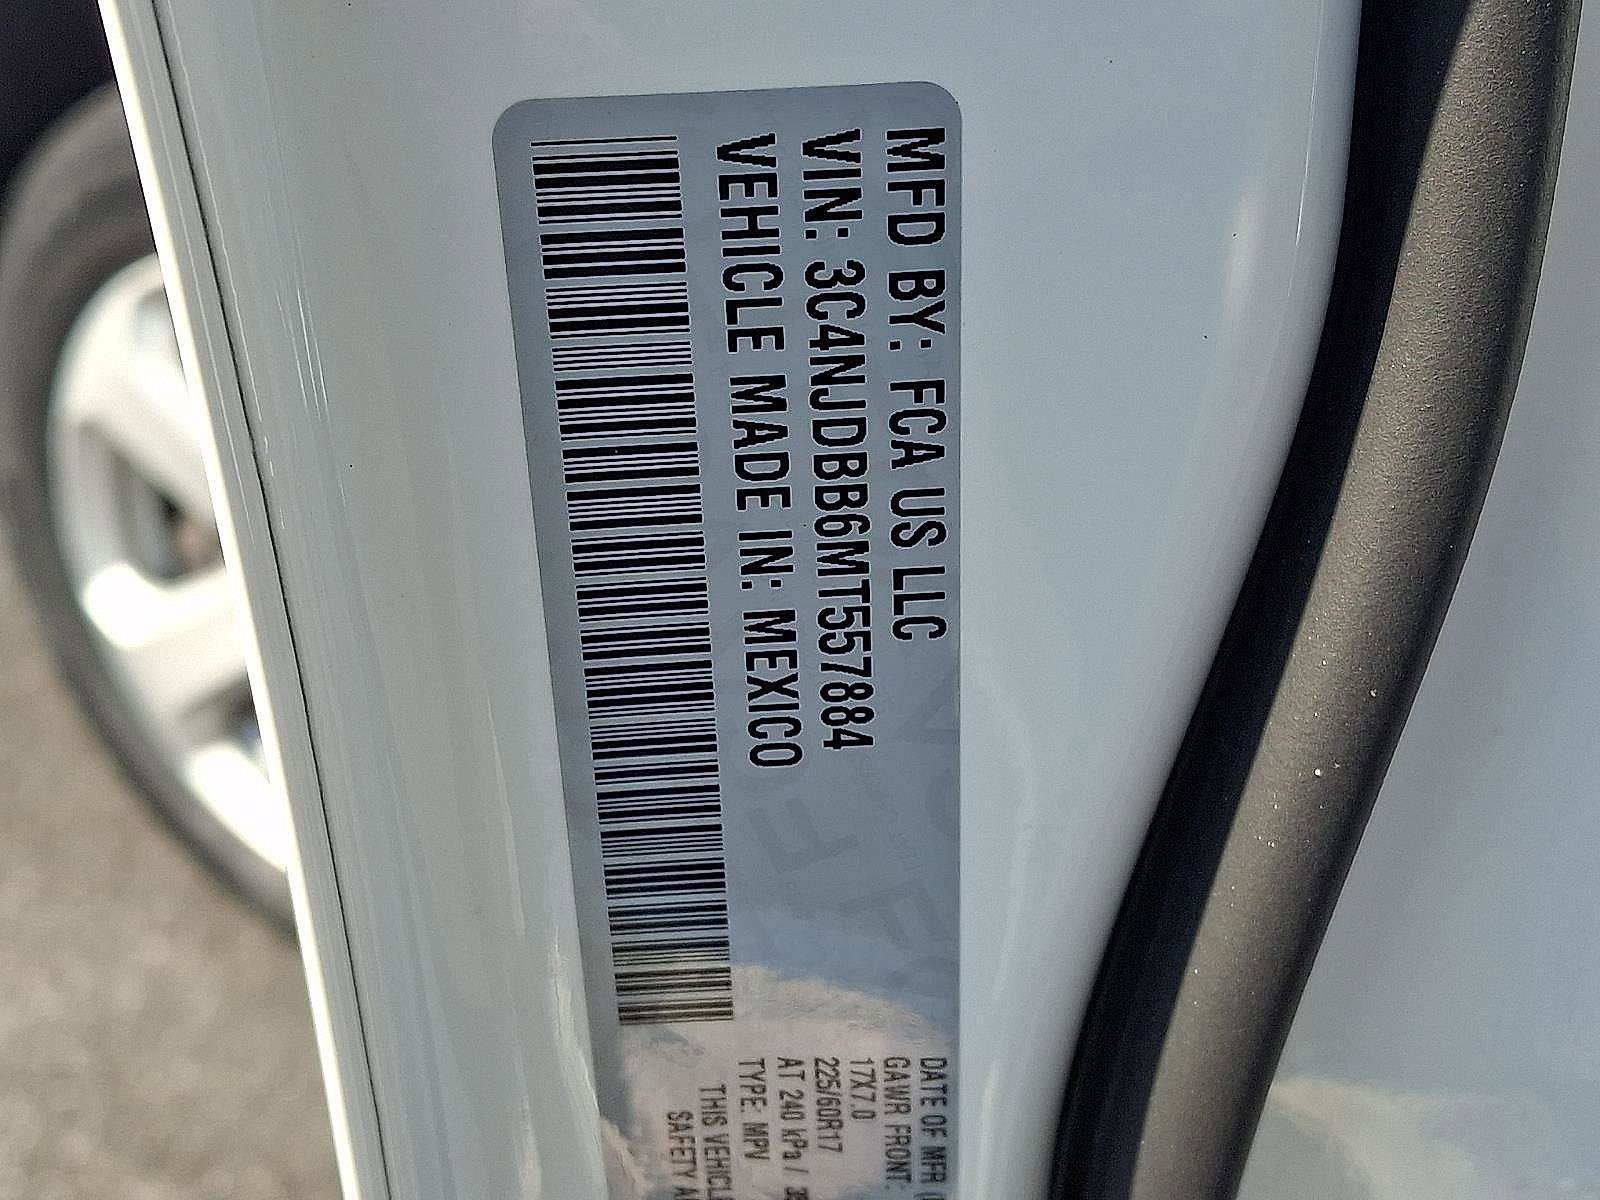 MFD BY: FCA US LLC
VIN: 3C4NJDBB6MT557884
VEHICLE MADE IN: MEXICO
DATE OF MFR
GAWR FRONT:
17X7.0
225/60R17
AT 240 kPa /
TYPE: MPV
THIS
SAFETY